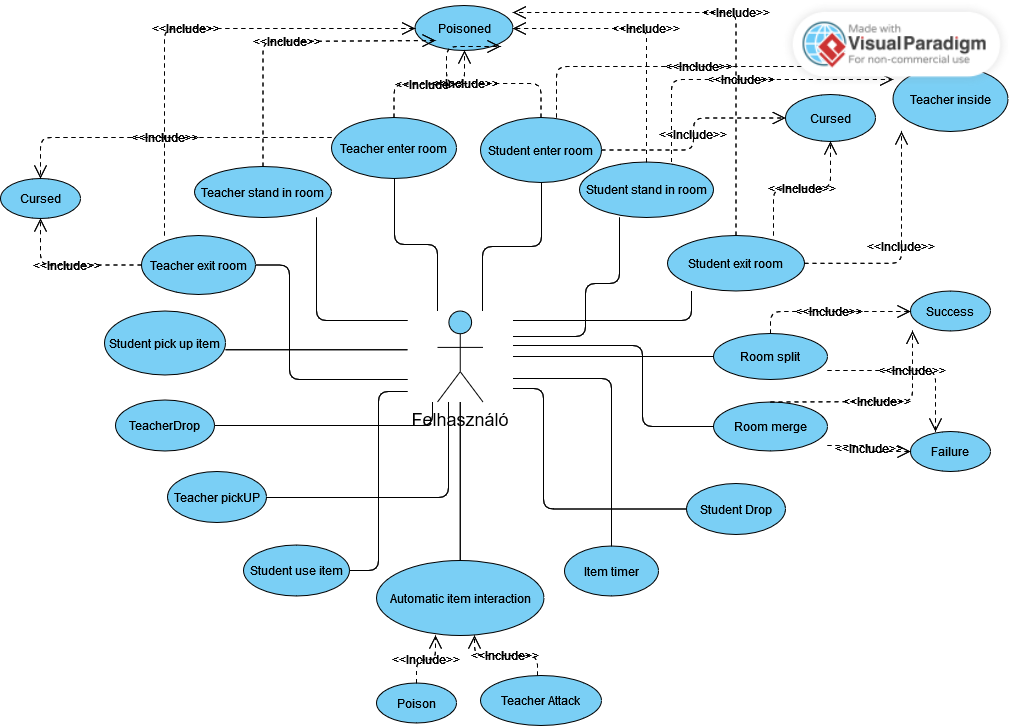 <<Include>>
Poisoned
<<Include>>
Made with
Visual Paradigm
For non-commercial use
<<Include>>
<<Include>>
<<Include>>
<<Include>>
<<Include>>
<<Include>>
Teacher inside
Cursed
<<Include>>
<<Include>>
Teacher enter room
Student enter room
Teacher stand in room
Student stand in room
<<Include>>
Cursed
<<Include>>
<<Include>>
Teacher exit room
Student exit room
Student pick up item
<<Include>>
Success
Room split
<<Include>>
<<Include>>
Felhasználó
TeacherDrop
Room merge
<<Include>>
Failure
Teacher pickUP
Student Drop
Student use item
Item timer
Automatic item interaction
<<Include>>
<<Include>>
Poison
Teacher Attack